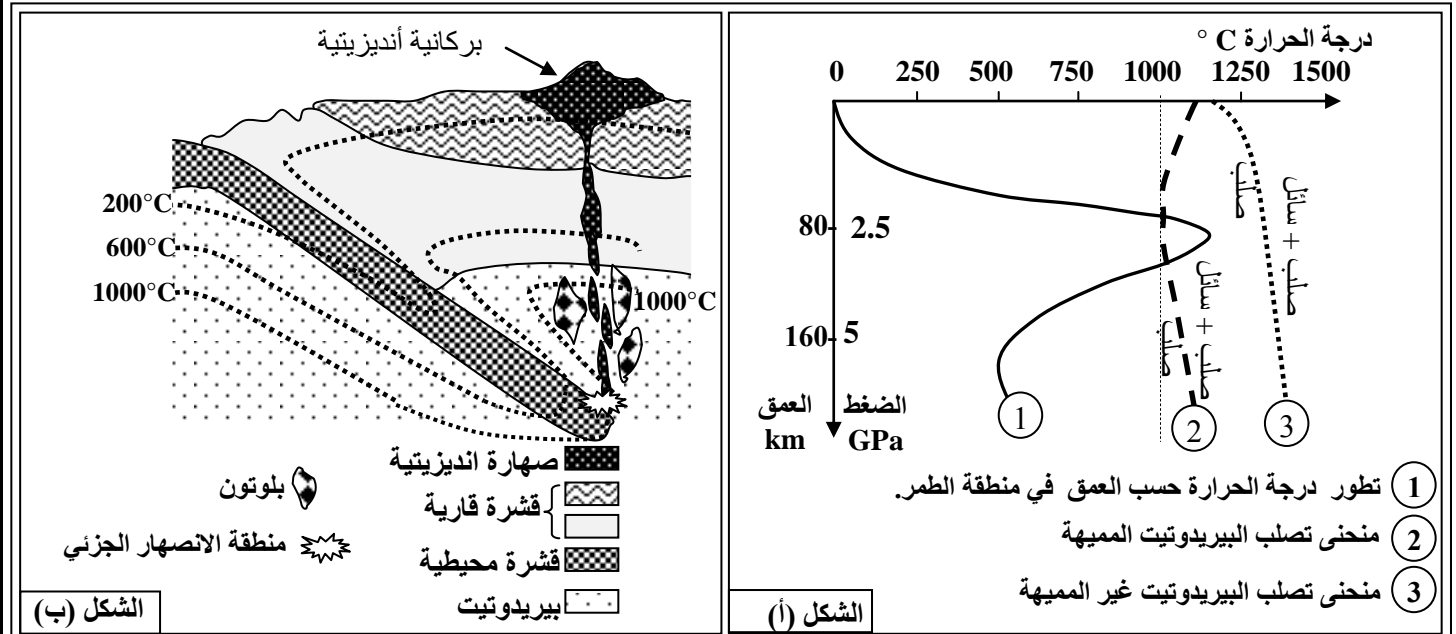 درجة الحرارة C °
0 250 500 750 1000 1250 1500
صلب
صلب + سائل
صلب
صلب + سائل
80 2.5
160 5
العمق الضغط
km GPa
1 2 3
1 تطور درجة الحرارة حسب العمق في منطقة الطمر.
2 منحنى تصلب البيريدوتيت المميهة
3 منحنى تصلب البيريدوتيت غير المميهة
الشكل (أ)
بركانية أنديزيتية
200°C
600°C
1000°C
1000°C
صهارة انديزيتية
قشرة قارية
قشرة محيطية
بيريدوتيت
بلوتون
منطقة الانصهار الجزئي
الشكل (ب)